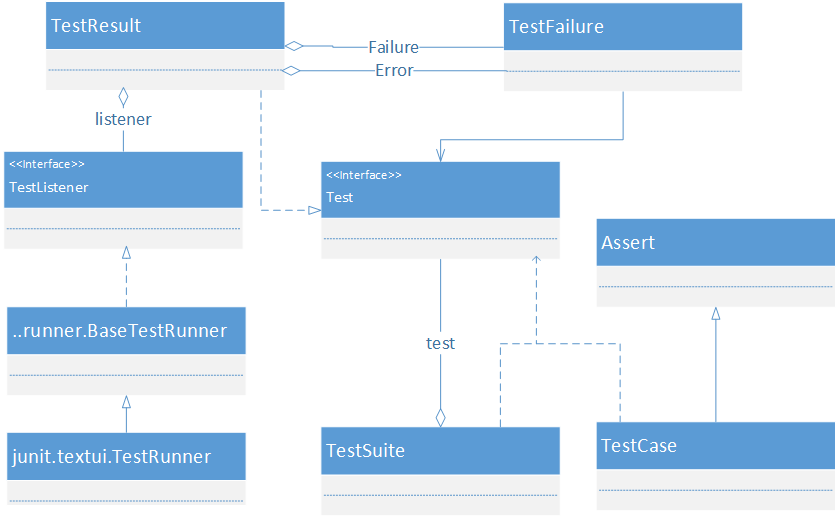 TestResult
TestFailure
Failure
Error
listener
<<Interface>>
TestListener
<<Interface>>
Test
Assert
..runner.BaseTestRunner
test
junit.textui.TestRunner
TestSuite
TestCase